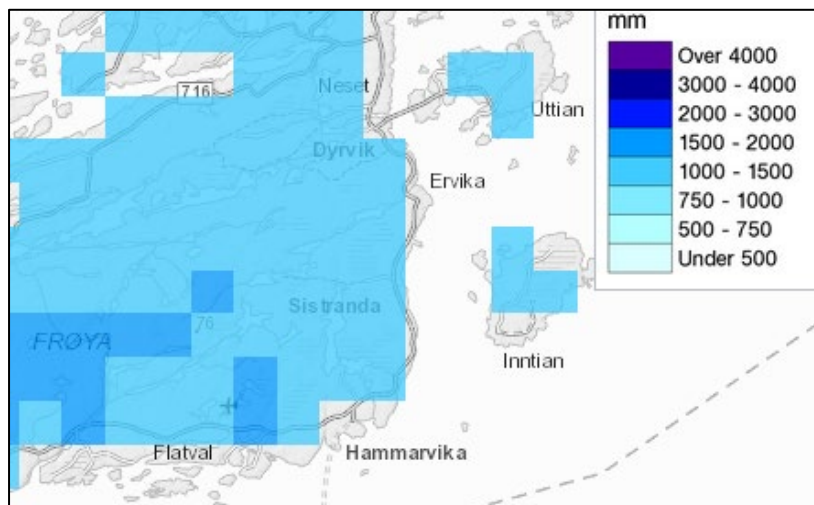 mm
Over 4000
3000 - 4000
2000 - 3000
1500 - 2000
1000 - 1500
750 - 1000
500 - 750
Under 500
716
Neset
Uttian
Dyrvik
Ervika
Sistranda
76
FRØYA
Inntian
Flatval
Hammarvika